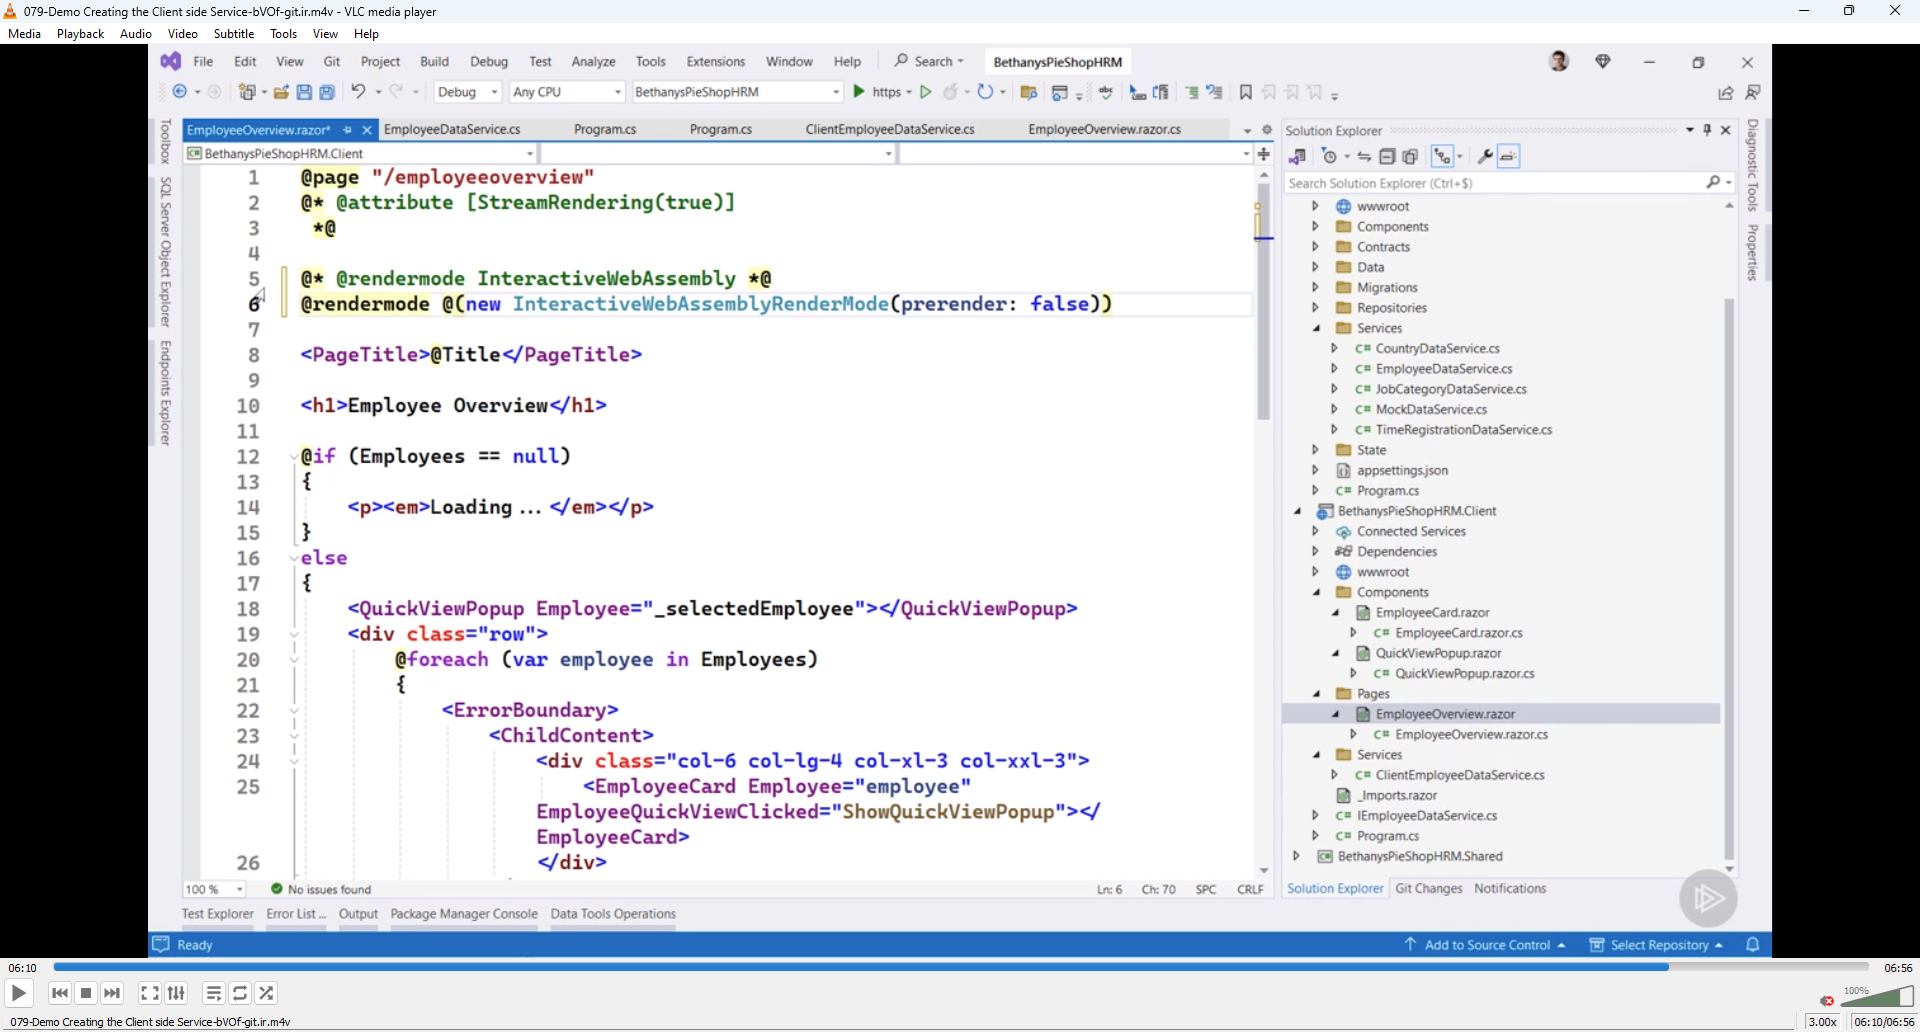 079-Demo Creating the Client side Service-bVOf-git.ir.m4v - VLC media player
Media Playback Audio Video Subtitle Tools View Help
File Edit View Git Project Build Debug Test Analyze Tools Extensions Window Help Search BethanysPieShopHRM
Debug Any CPU BethanysPieShopHRM https
EmployeeOverview.razor* EmployeeDataService.cs Program.cs Program.cs ClientEmployeeDataService.cs EmployeeOverview.razor.cs
BethanysPieShopHRM.Client
Toolbox
SQL Server Object Explorer
Endpoints Explorer
1 @page "/employeeoverview"
2 @* @attribute [StreamRendering(true)]
3 *@
4
5 @* @rendermode InteractiveWebAssembly *@
6 @rendermode @(new InteractiveWebAssemblyRenderMode(prerender: false))
7
8 <PageTitle>@Title</PageTitle>
9
10 <h1>Employee Overview</h1>
11
12 @if (Employees == null)
13 {
14 <p><em>Loading ... </em></p>
15 }
16 else
17 {
18 <QuickViewPopup Employee="_selectedEmployee"></QuickViewPopup>
19 <div class="row">
20 @foreach (var employee in Employees)
21 {
22 <ErrorBoundary>
23 <ChildContent>
24 <div class="col-6 col-lg-4 col-xl-3 col-xxl-3">
25 <EmployeeCard Employee="employee"
EmployeeQuickViewClicked="ShowQuickViewPopup"></
EmployeeCard>
26 </div>
100 % No issues found Ln: 6 Ch: 70 SPC CRLF
Solution Explorer
Search Solution Explorer (Ctrl+$)
wwwroot
Components
Contracts
Data
Migrations
Repositories
Services
C# CountryDataService.cs
C# EmployeeDataService.cs
C# JobCategoryDataService.cs
C# MockDataService.cs
C# TimeRegistrationDataService.cs
State
appsettings.json
C# Program.cs
BethanysPieShopHRM.Client
Connected Services
Dependencies
wwwroot
Components
EmployeeCard.razor
C# EmployeeCard.razor.cs
QuickViewPopup.razor
C# QuickViewPopup.razor.cs
Pages
EmployeeOverview.razor
C# EmployeeOverview.razor.cs
Services
C# ClientEmployeeDataService.cs
_Imports.razor
C# IEmployeeDataService.cs
C# Program.cs
C# BethanysPieShopHRM.Shared
Solution Explorer Git Changes Notifications
Diagnostic Tools
Properties
Test Explorer Error List ... Output Package Manager Console Data Tools Operations
Ready Add to Source Control Select Repository
06:10 06:56
100%
079-Demo Creating the Client side Service-bVOf-git.ir.m4v 3.00x 06:10/06:56